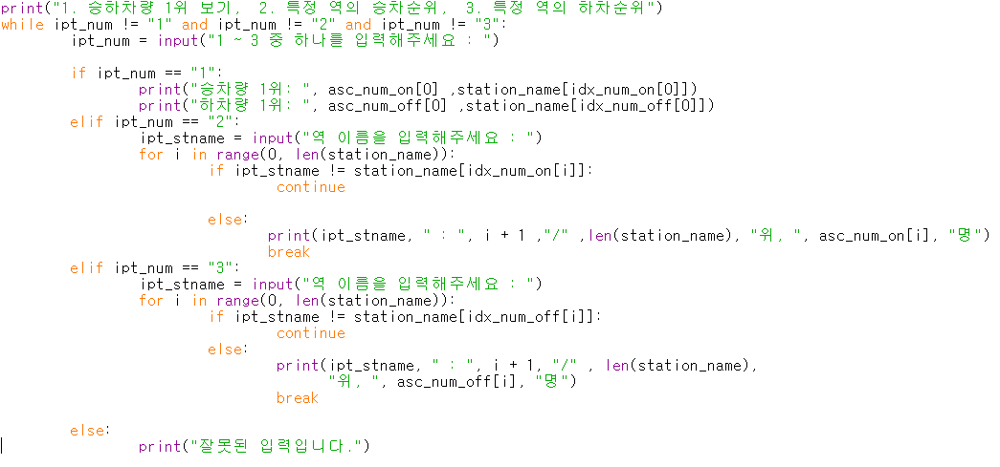 print("1. 승하차량 1위 보기, 2. 특정 역의 승차순위, 3. 특정 역의 하차순위")
while ipt_num != "1" and ipt_num != "2" and ipt_num != "3":
ipt_num = input("1 ~ 3 중 하나를 입력해주세요 : ")
if ipt_num == "1":
print("승차량 1위: ", asc_num_on[0] ,station_name[idx_num_on[0]])
print("하차량 1위: ", asc_num_off[0] ,station_name[idx_num_off[0]])
elif ipt_num == "2":
ipt_stname = input("역 이름을 입력해주세요 : ")
for i in range(0, len(station_name)):
if ipt_stname != station_name[idx_num_on[i]]:
continue
else:
print(ipt_stname, " : ", i + 1 ,"/" ,len(station_name), "위, ", asc_num_on[i], "명")
break
elif ipt_num == "3":
ipt_stname = input("역 이름을 입력해주세요 : ")
for i in range(0, len(station_name)):
if ipt_stname != station_name[idx_num_off[i]]:
continue
else:
print(ipt_stname, " : ", i + 1, "/" , len(station_name),
"위, ", asc_num_off[i], "명")
break
else:
print("잘못된 입력입니다.")